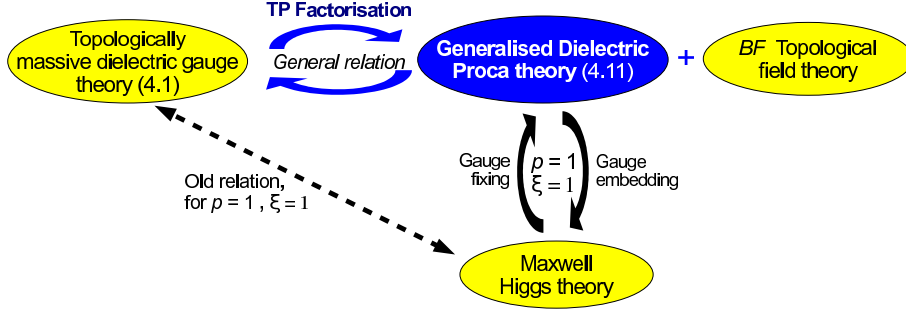 TP Factorisation
Topologically
massive dielectric gauge
theory (4.1)
General relation
Generalised Dielectric
Proca theory (4.11)
+
BF Topological
field theory
Gauge
fixing
p = 1
ξ = 1
Gauge
embedding
Old relation,
for p = 1 , ξ = 1
Maxwell
Higgs theory